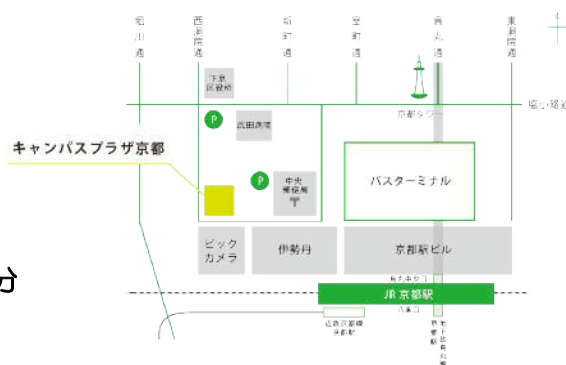 堀川通
西洞院通
新町通
室町通
烏丸通
東洞院通
下京
区役所
塩小路通
P
武田病院
京都タワー
キャンパスプラザ京都
P
中央
郵便局
〒
バスターミナル
ビック
カメラ
伊勢丹
京都駅ビル
分
烏丸中央口
JR 京都駅
八条口
近鉄京都線
京都駅
地下鉄烏丸線
京都駅